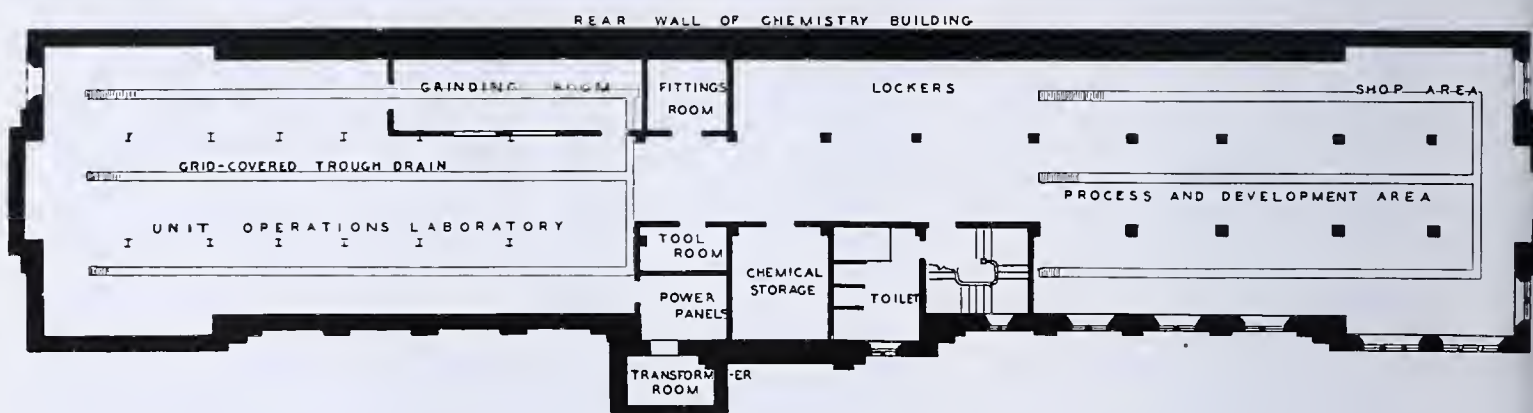 REAR WALL OF CHEMISTRY BUILDING
GRINDING ROOM
FITTINGS
ROOM
LOCKERS
SHOP AREA
GRID-COVERED TROUGH DRAIN
PROCESS AND DEVELOPMENT AREA
UNIT OPERATIONS LABORATORY
TOOL
ROOM
CHEMICAL
STORAGE
POWER
PANELS
TOILET
TRANSFORM-ER
ROOM